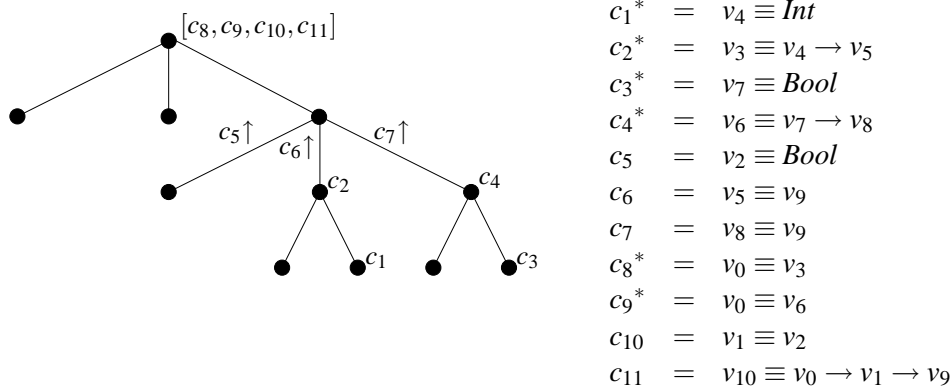 [c₈, c₉, c₁₀, c₁₁]
c₅↑
c₆↑
c₇↑
c₂
c₄
c₁
c₃
c₁* = v₄ ≡ Int
c₂* = v₃ ≡ v₄ → v₅
c₃* = v₇ ≡ Bool
c₄* = v₆ ≡ v₇ → v₈
c₅ = v₂ ≡ Bool
c₆ = v₅ ≡ v₉
c₇ = v₈ ≡ v₉
c₈* = v₀ ≡ v₃
c₉* = v₀ ≡ v₆
c₁₀ = v₁ ≡ v₂
c₁₁ = v₁₀ ≡ v₀ → v₁ → v₉